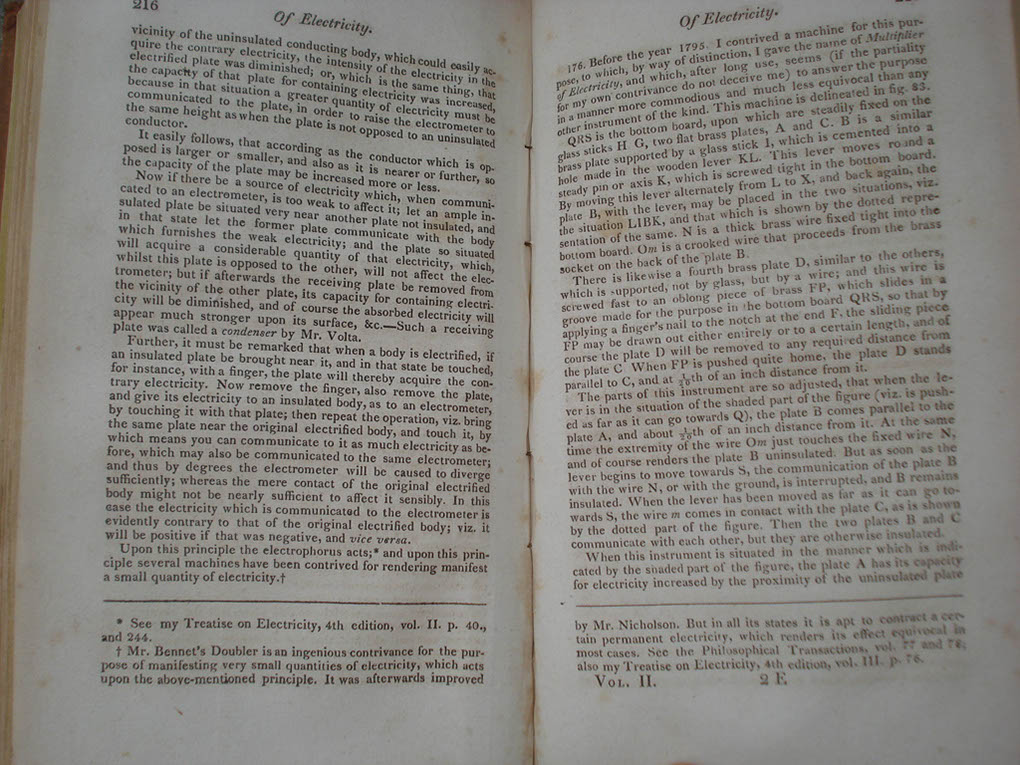 216
Of Electricity.
vicinity of the uninsulated conducting body, which could easily ac-
quire the contrary electricity, the intensity of the electricity in the
electrified plate was diminished; or, which is the same thing, that
the capacity of that plate for containing electricity was increased,
because in that situation a greater quantity of electricity must be
communicated to the plate, in order to raise the electrometer to
the same height as when the plate is not opposed to an uninsulated
conductor.
It easily follows, that according as the conductor which is op-
posed is larger or smaller, and also as it is nearer or further, so
the capacity of the plate may be increased more or less.
Now if there be a source of electricity which, when communi-
cated to an electrometer, is too weak to affect it; let an ample in-
sulated plate be situated very near another plate not insulated, and
in that state let the former plate communicate with the body
which furnishes the weak electricity; and the plate so situated
will acquire a considerable quantity of that electricity, which,
whilst this plate is opposed to the other, will not affect the elec-
trometer; but if afterwards the receiving plate be removed from
the vicinity of the other plate, its capacity for containing electri-
city will be diminished, and of course the absorbed electricity will
appear much stronger upon its surface, &c.—Such a receiving
plate was called a condenser by Mr. Volta.
Further, it must be remarked that when a body is electrified, if
an insulated plate be brought near it, and in that state be touched,
for instance, with a finger, the plate will thereby acquire the con-
trary electricity. Now remove the finger, also remove the plate,
and give its electricity to an insulated body, as to an electrometer,
by touching it with that plate; then repeat the operation, viz. bring
the same plate near the original electrified body, and touch it, by
which means you can communicate to it as much electricity as be-
fore, which may also be communicated to the same electrometer;
and thus by degrees the electrometer will be caused to diverge
sufficiently; whereas the mere contact of the original electrified
body might not be nearly sufficient to affect it sensibly. In this
case the electricity which is communicated to the electrometer is
evidently contrary to that of the original electrified body; viz. it
will be positive if that was negative, and vice versa.
Upon this principle the electrophorus acts;* and upon this prin-
ciple several machines have been contrived for rendering manifest
a small quantity of electricity.†
* See my Treatise on Electricity, 4th edition, vol. II. p. 40.,
and 244.
† Mr. Bennet's Doubler is an ingenious contrivance for the pur-
pose of manifesting very small quantities of electricity, which acts
upon the above-mentioned principle. It was afterwards improved
Of Electricity.
176. Before the year 1795. I contrived a machine for this pur-
pose, to which, by way of distinction, I gave the name of Multiplier
of Electricity, and which, after long use, seems (if the partiality
for my own contrivance do not deceive me) to answer the purpose
in a manner more commodious and much less equivocal than any
other instrument of the kind. This machine is delineated in fig. 83.
QRS is the bottom board, upon which are steadily fixed on the
glass sticks H G, two flat brass plates, A and C. B is a similar
brass plate supported by a glass stick I, which is cemented into a
hole made in the wooden lever KL. This lever moves round a
steady pin or axis K, which is screwed tight in the bottom board.
By moving this lever alternately from L to X, and back again, the
plate B, with the lever, may be placed in the two situations, viz.
the situation LIBK, and that which is shown by the dotted repre-
sentation of the same. N is a thick brass wire fixed tight into the
bottom board. Om is a crooked wire that proceeds from the brass
socket on the back of the plate B.
There is likewise a fourth brass plate D, similar to the others,
which is supported, not by glass, but by a wire; and this wire is
screwed fast to an oblong piece of brass FP, which slides in a
groove made for the purpose in the bottom board QRS, so that by
applying a finger's nail to the notch at the end F, the sliding piece
FP may be drawn out either entirely or to a certain length, and of
course the plate D will be removed to any required distance from
the plate C When FP is pushed quite home, the plate D stands
parallel to C, and at 1/20th of an inch distance from it.
The parts of this instrument are so adjusted, that when the le-
ver is in the situation of the shaded part of the figure (viz. is push-
ed as far as it can go towards Q), the plate B comes parallel to the
plate A, and about 1/20th of an inch distance from it. At the same
time the extremity of the wire Om just touches the fixed wire N,
and of course renders the plate B uninsulated. But as soon as the
lever begins to move towards S, the communication of the plate B
with the wire N, or with the ground, is interrupted, and B remains
insulated. When the lever has been moved as far as it can go to-
wards S, the wire m comes in contact with the plate C, as is shown
by the dotted part of the figure. Then the two plates B and C
communicate with each other, but they are otherwise insulated.
When this instrument is situated in the manner which is indi-
cated by the shaded part of the figure, the plate A has its capacity
for electricity increased by the proximity of the uninsulated plate
by Mr. Nicholson. But in all its states it is apt to contract a cer-
tain permanent electricity, which renders its effect equivocal in
most cases. See the Philosophical Transactions, vol. 77 and 78,
also my Treatise on Electricity, 4th edition, vol. III. p. 76.
VOL. II. 2 E.